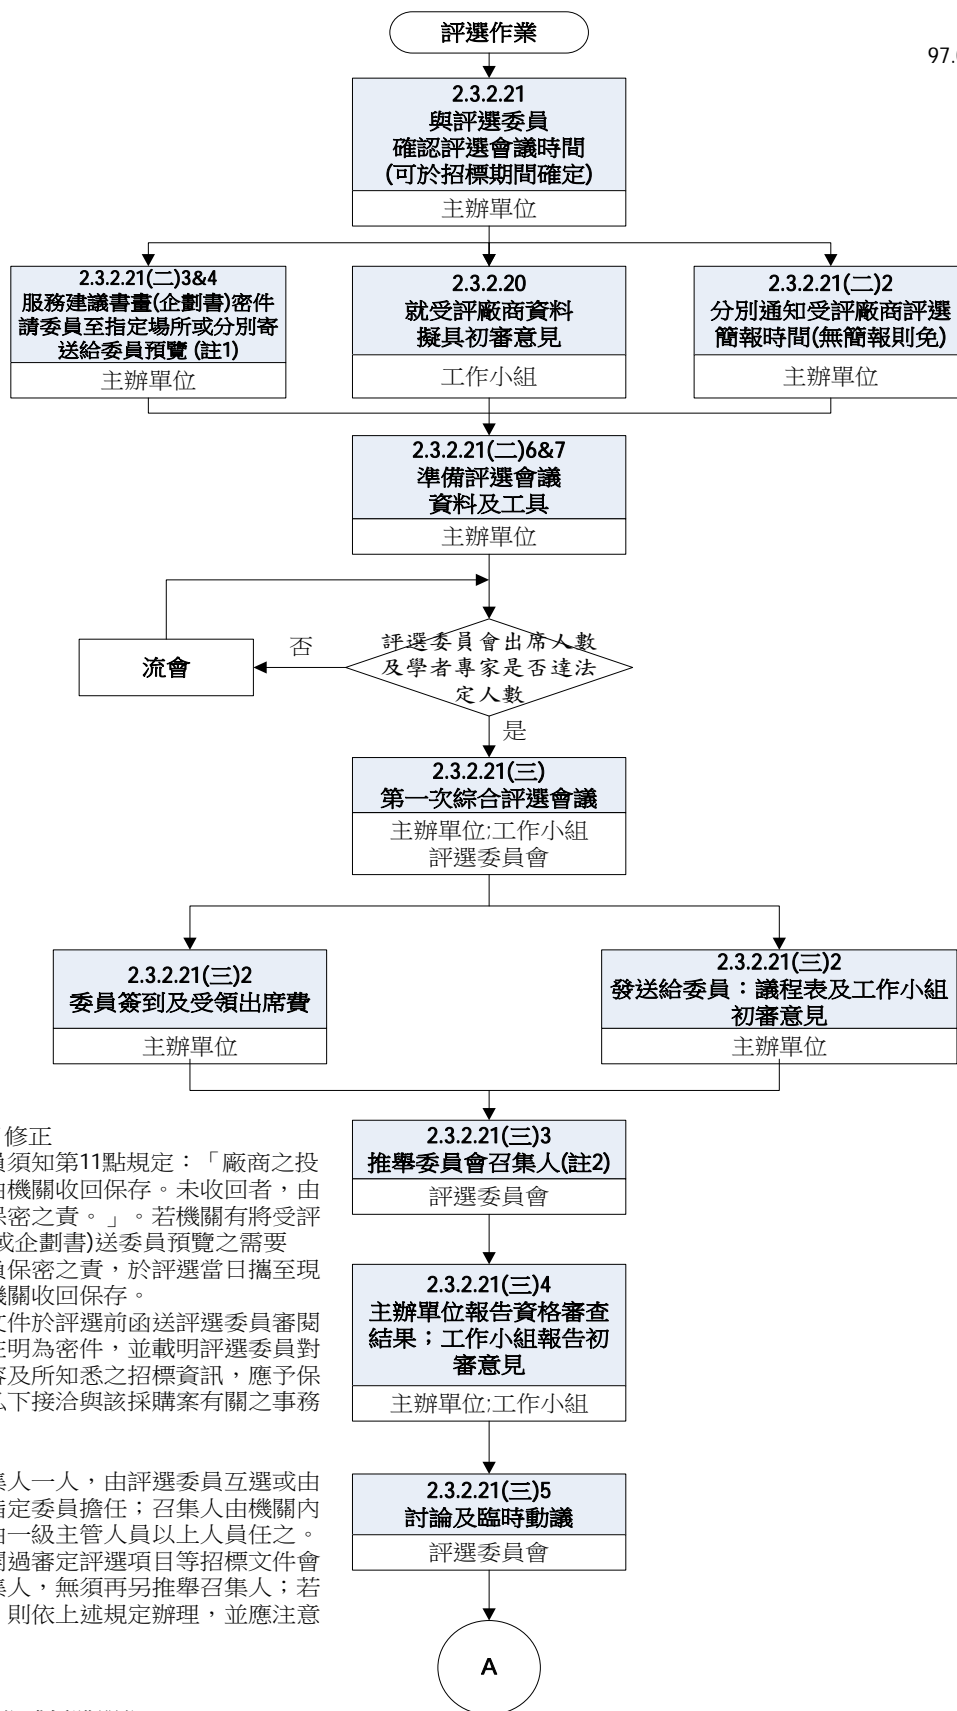 評選作業
97.
2.3.2.21
與評選委員
確認評選會議時間
(可於招標期間確定)
主辦單位
2.3.2.21(二)3&4
服務建議書畫(企劃書)密件
請委員至指定場所或分別寄
送給委員預覽 (註1)
主辦單位
2.3.2.20
就受評廠商資料
擬具初審意見
工作小組
2.3.2.21(二)2
分別通知受評廠商評選
簡報時間(無簡報則免)
主辦單位
2.3.2.21(二)6&7
準備評選會議
資料及工具
主辦單位
評選委員會出席人數
及學者專家是否達法
定人數
否
流會
是
2.3.2.21(三)
第一次綜合評選會議
主辦單位;工作小組
評選委員會
2.3.2.21(三)2
委員簽到及受領出席費
主辦單位
2.3.2.21(三)2
發送給委員：議程表及工作小組
初審意見
主辦單位
2.3.2.21(三)3
推舉委員會召集人(註2)
評選委員會
2.3.2.21(三)4
主辦單位報告資格審查
結果；工作小組報告初
審意見
主辦單位;工作小組
2.3.2.21(三)5
討論及臨時動議
評選委員會
A
修正
員須知第11點規定：「廠商之投
由機關收回保存。未收回者，由
保密之責。」。若機關有將受評
或企劃書)送委員預覽之需要
負保密之責，於評選當日攜至現
機關收回保存。
文件於評選前函送評選委員審閱
註明為密件，並載明評選委員對
容及所知悉之招標資訊，應予保
私下接洽與該採購案有關之事務
集人一人，由評選委員互選或由
指定委員擔任；召集人由機關內
由一級主管人員以上人員任之。
開過審定評選項目等招標文件會
集人，無須再另推舉召集人；若
則依上述規定辦理，並應注意